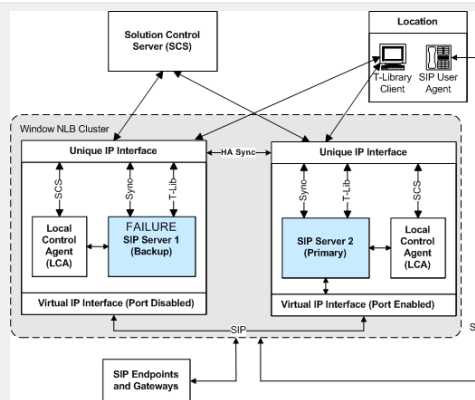 Solution Control
Server (SCS)
Location
T-Library
Client
SIP User
Agent
Window NLB Cluster
Unique IP Interface
HA Sync
Unique IP Interface
SCS
Sync
T-Lib
Sync
T-Lib
SCS
Local
Control
Agent
(LCA)
FAILURE
SIP Server 1
(Backup)
SIP Server 2
(Primary)
Local
Control
Agent
(LCA)
Virtual IP Interface (Port Disabled)
Virtual IP Interface (Port Enabled)
SIP
S
SIP Endpoints
and Gateways